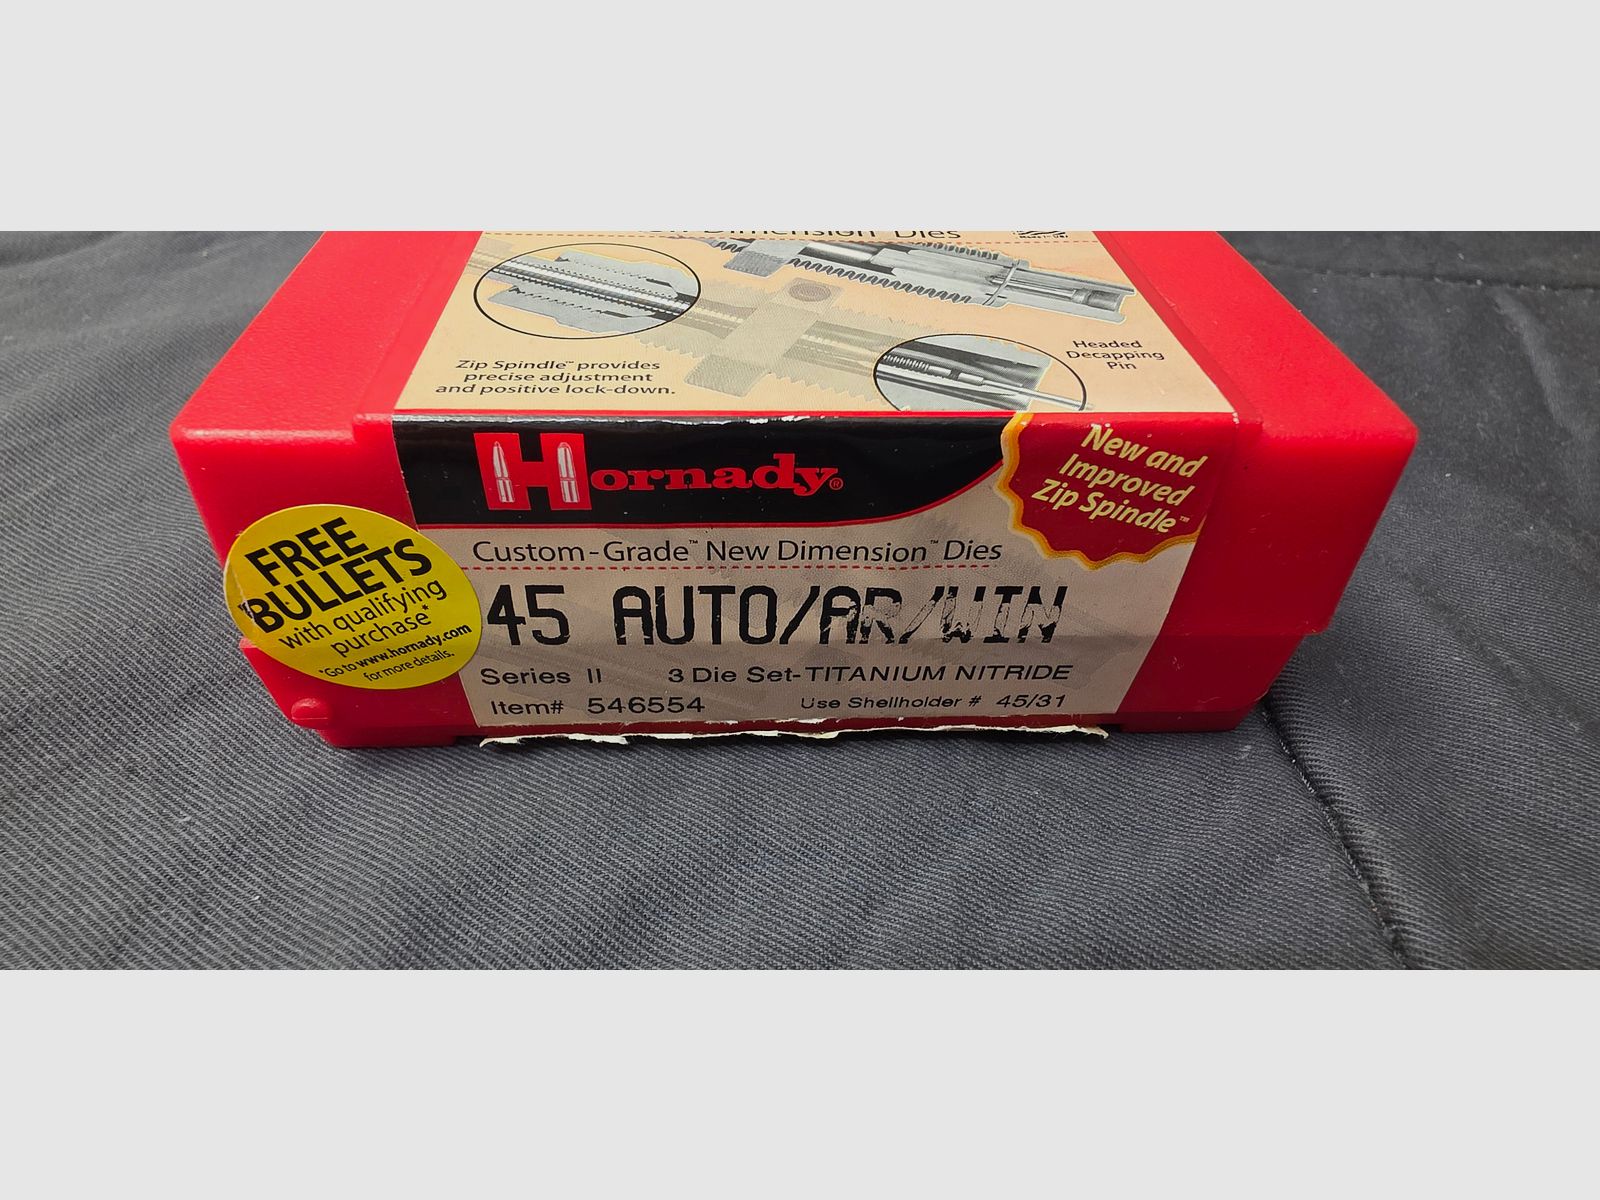 Dimension Dies
Zip Spindle™ provides
precise adjustment
and positive lock-down.
Headed
Decapping
Pin
Hornady®
New and
Improved
Zip Spindle™
Custom-Grade™ New Dimension™ Dies
45 AUTO/AR/WIN
Series II 3 Die Set-TITANIUM NITRIDE
Item# 546554 Use Shellholder # 45/31
FREE
BULLETS
with qualifying
purchase*
*Go to www.hornady.com
for more details.